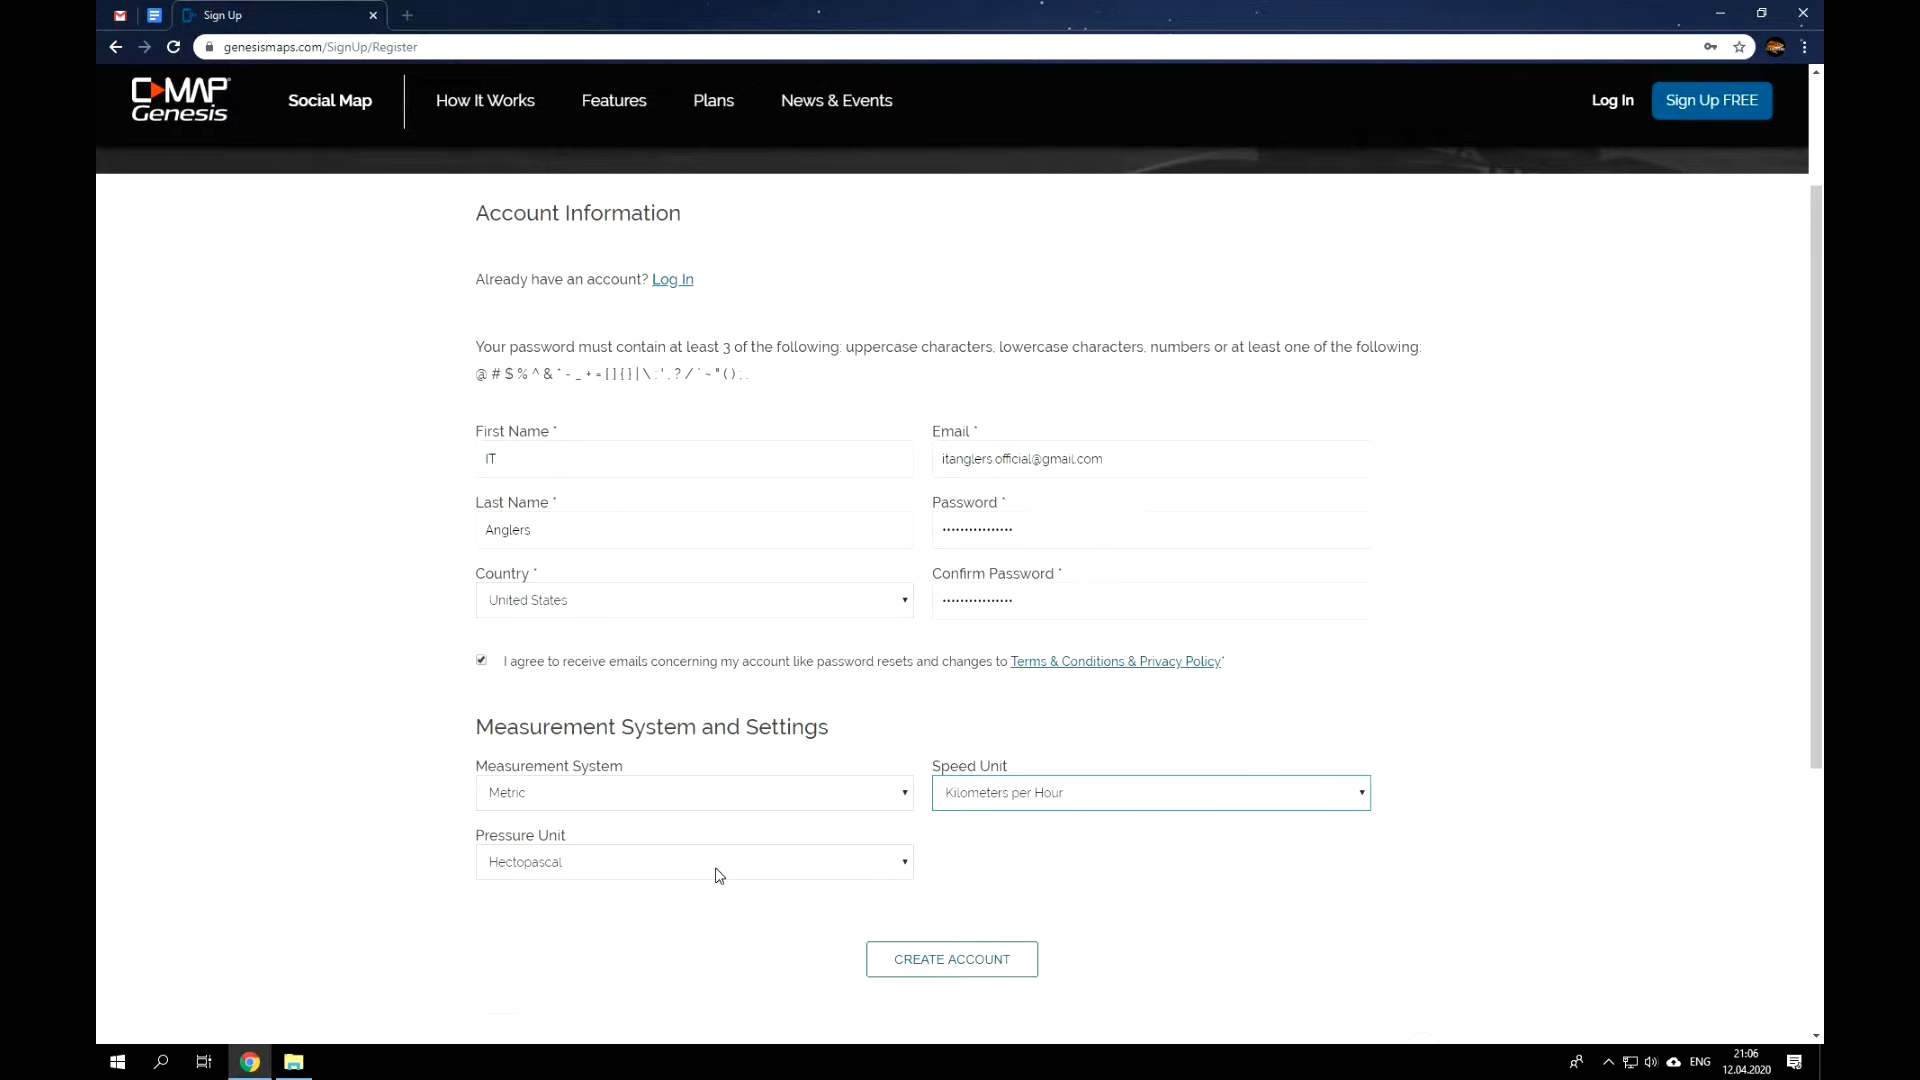 Sign Up
genesismaps.com/SignUp/Register
C-MAP
Genesis
Social Map
How It Works
Features
Plans
News & Events
Log In
Sign Up FREE
Account Information
Already have an account? Log In
Your password must contain at least 3 of the following: uppercase characters, lowercase characters, numbers or at least one of the following:
@ # $ % ^ & * - _ + = [ ] { } | \ : ' , ? / ` ~ " ( ) ; .
First Name *
IT
Email *
itanglers.official@gmail.com
Last Name *
Anglers
Password *
••••••••••••••••
Country *
United States
Confirm Password *
••••••••••••••••
I agree to receive emails concerning my account like password resets and changes to Terms & Conditions & Privacy Policy*
Measurement System and Settings
Measurement System
Metric
Speed Unit
Kilometers per Hour
Pressure Unit
Hectopascal
CREATE ACCOUNT
ENG
21:06
12.04.2020